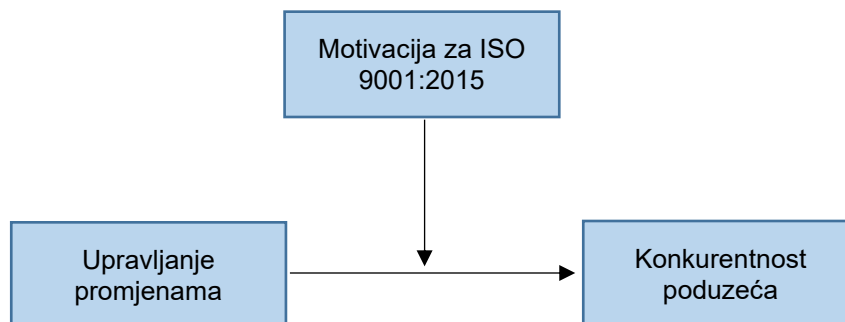 Motivacija za ISO
9001:2015
Upravljanje
promjenama
Konkurentnost
poduzeća